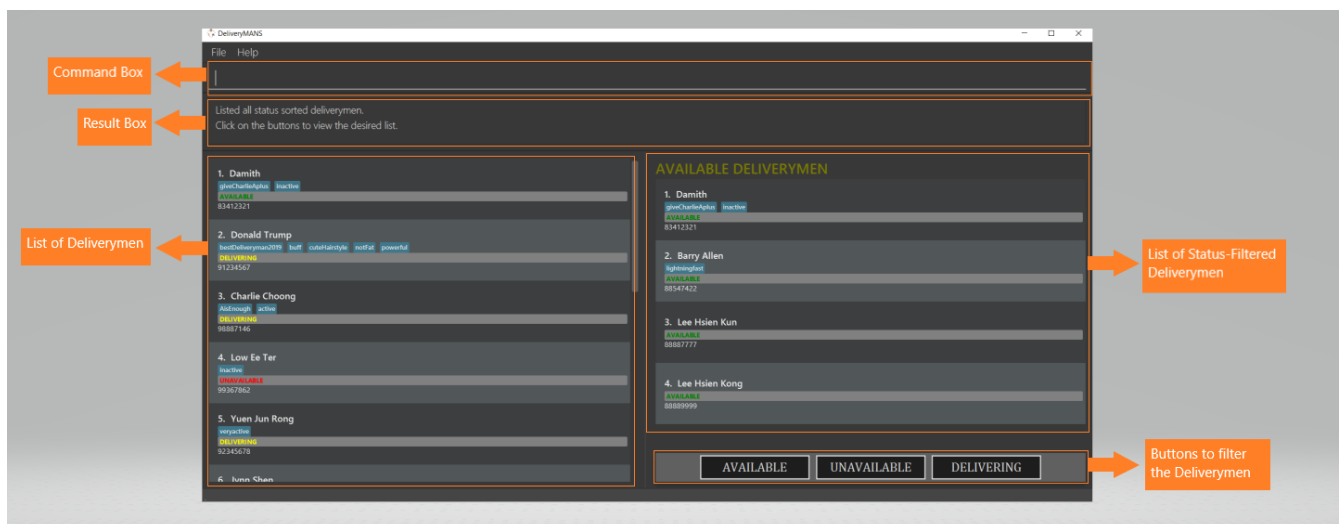 DeliveryMANS
File Help
Command Box
Result Box
Listed all status sorted deliverymen.
Click on the buttons to view the desired list.
List of Deliverymen
1. Damith
giveCharlieAplus inactive
AVAILABLE
83412321
2. Donald Trump
bestDeliveryman2019 buff cuteHairstyle notFat powerful
DELIVERING
91234567
3. Charlie Choong
AisEnough active
DELIVERING
98887146
4. Low Ee Ter
inactive
UNAVAILABLE
99367862
5. Yuen Jun Rong
veryactive
DELIVERING
92345678
AVAILABLE DELIVERYMEN
1. Damith
giveCharlieAplus inactive
AVAILABLE
83412321
2. Barry Allen
lightningfast
AVAILABLE
88547422
3. Lee Hsien Kun
AVAILABLE
88887777
4. Lee Hsien Kong
AVAILABLE
88889999
List of Status-Filtered
Deliverymen
AVAILABLE UNAVAILABLE DELIVERING
Buttons to filter
the Deliverymen